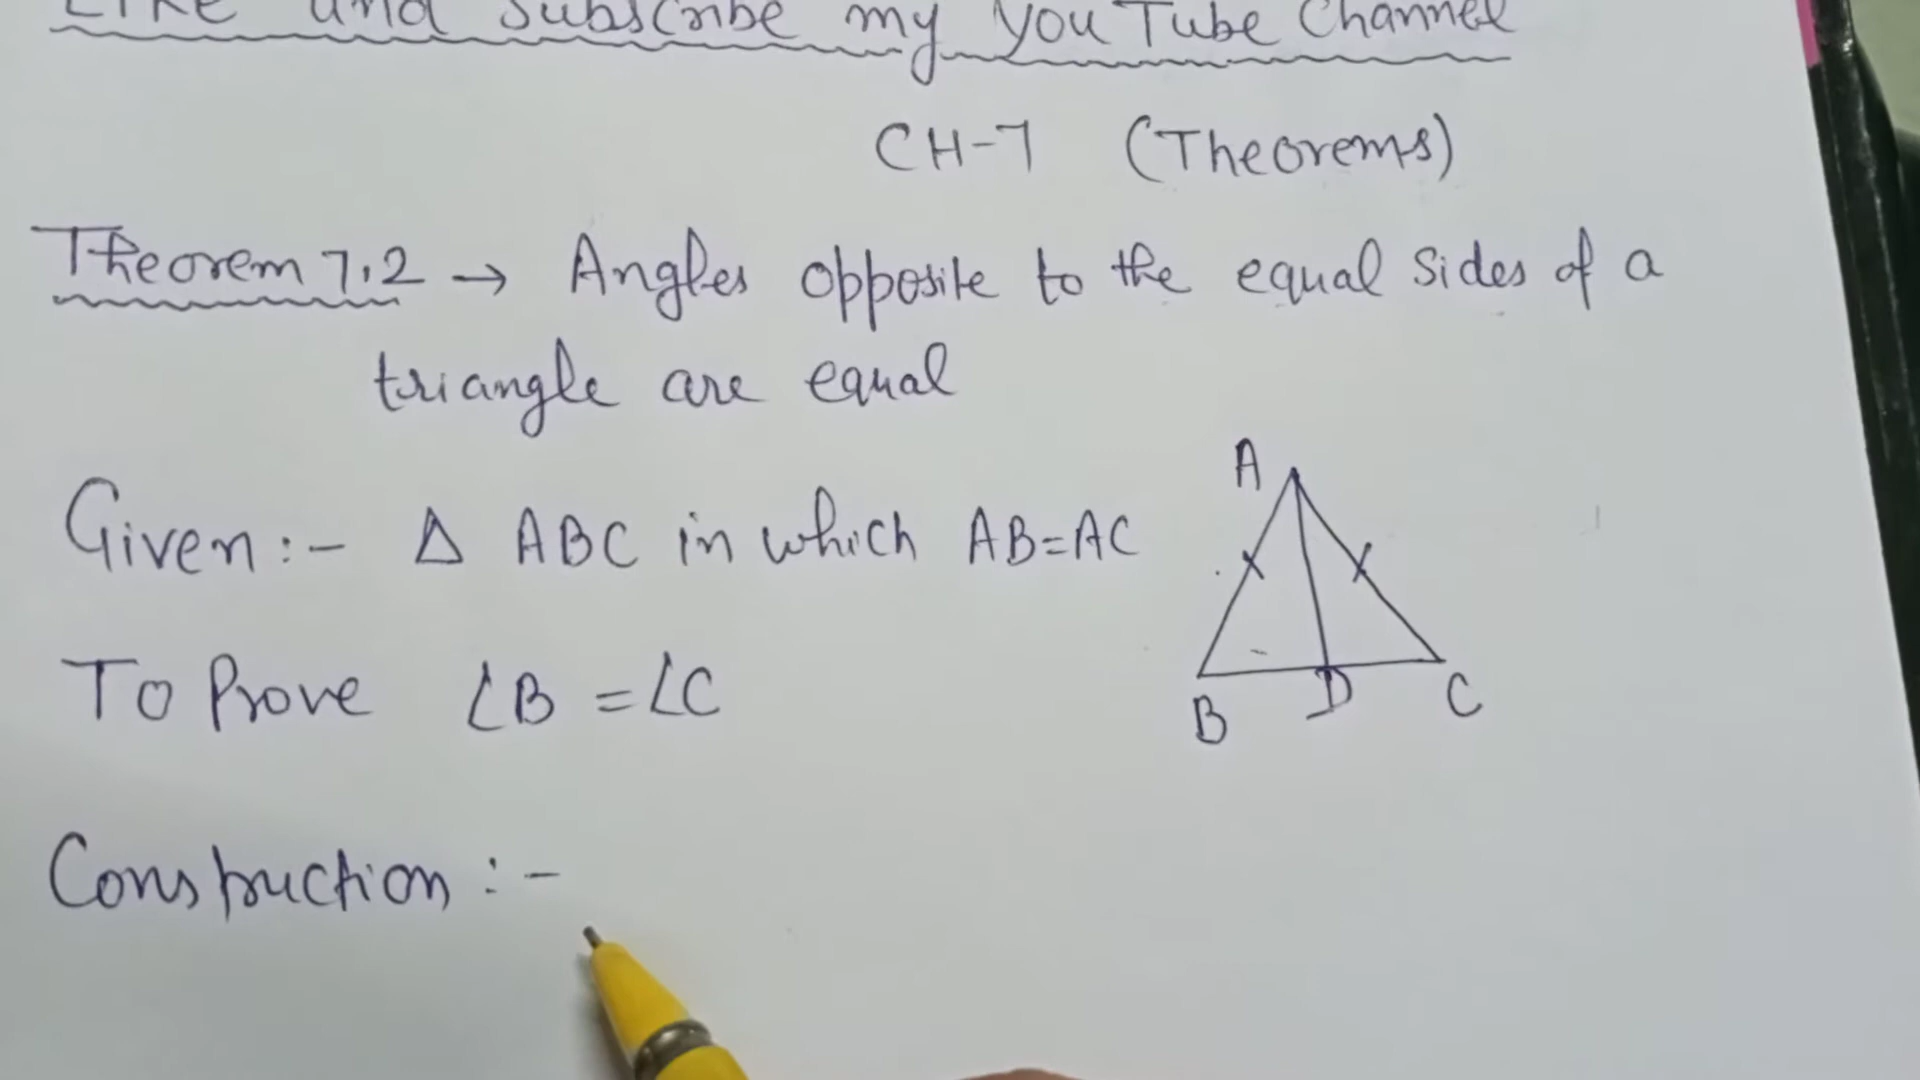 Like and Subscribe my YouTube Channel
CH-7 (Theorems)
Theorem 7.2 → Angles opposite to the equal sides of a
triangle are equal
Given :- Δ ABC in which AB=AC
To Prove ∠B = ∠C
Construction :-
A
B D C